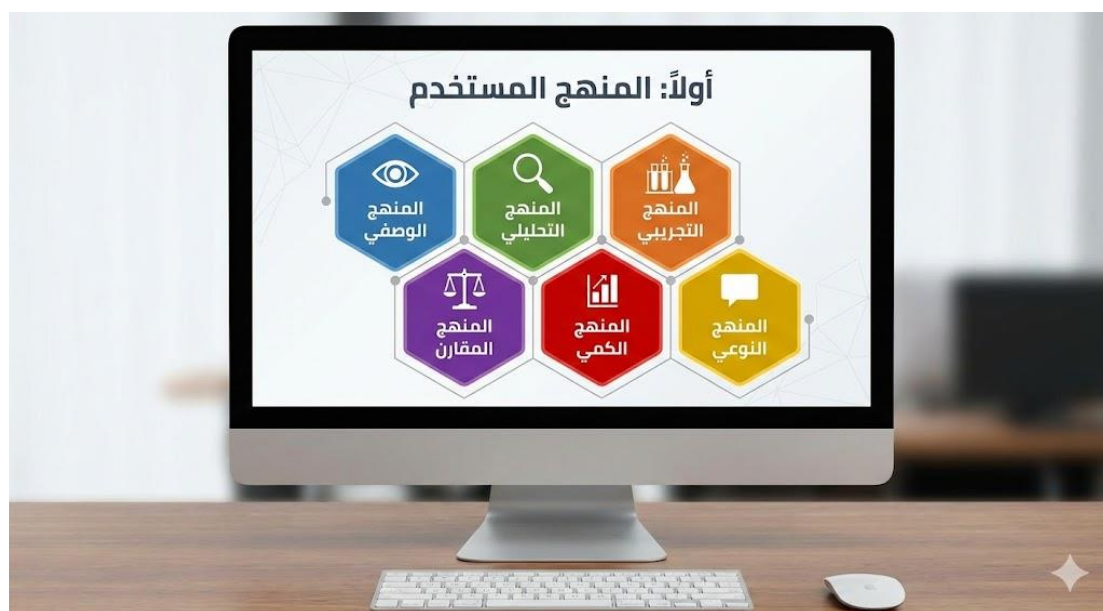 أولاً: المنهج المستخدم
المنهج
التجريبي
المنهج
التحليلي
المنهج
الوصفي
المنهج
النوعي
المنهج
الكمي
المنهج
المقارن